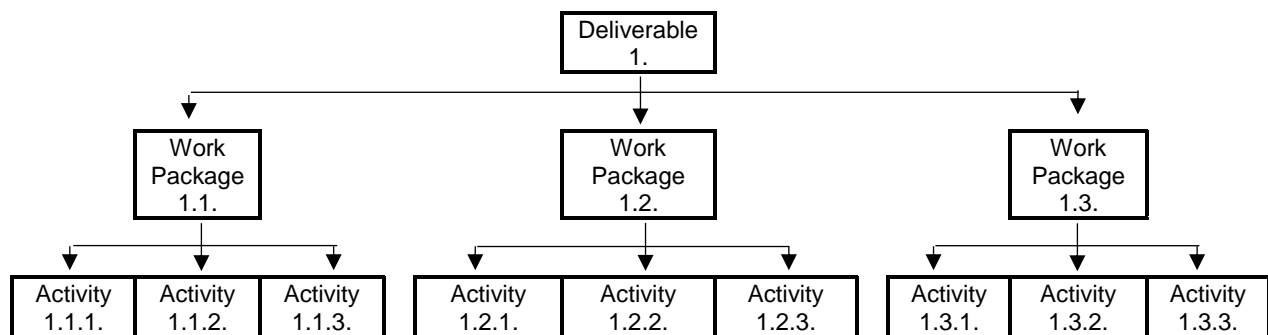 Deliverable
1.
Work
Package
1.1.
Work
Package
1.2.
Work
Package
1.3.
Activity
1.1.1.
Activity
1.1.2.
Activity
1.1.3.
Activity
1.2.1.
Activity
1.2.2.
Activity
1.2.3.
Activity
1.3.1.
Activity
1.3.2.
Activity
1.3.3.